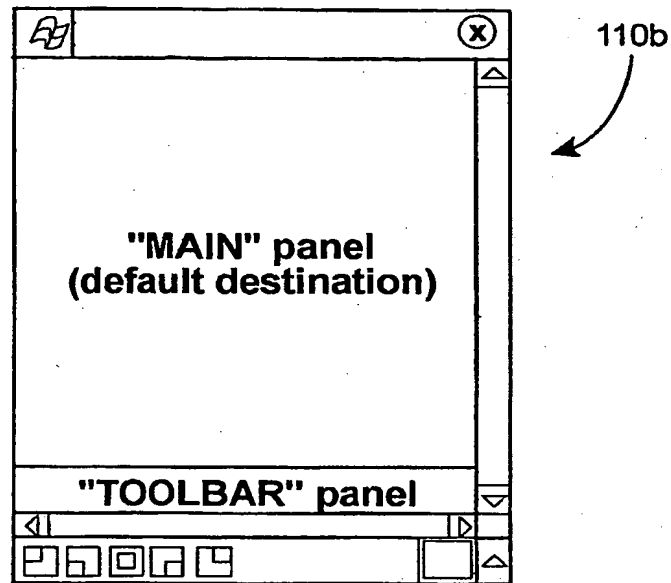 X
110b
"MAIN" panel
(default destination)
"TOOLBAR" panel